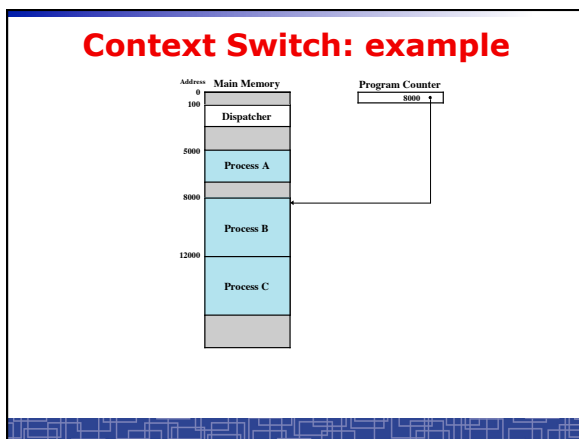 Context Switch: example
Address Main Memory Program Counter
0
8000
100
Dispatcher
5000
Process A
8000
Process B
12000
Process C